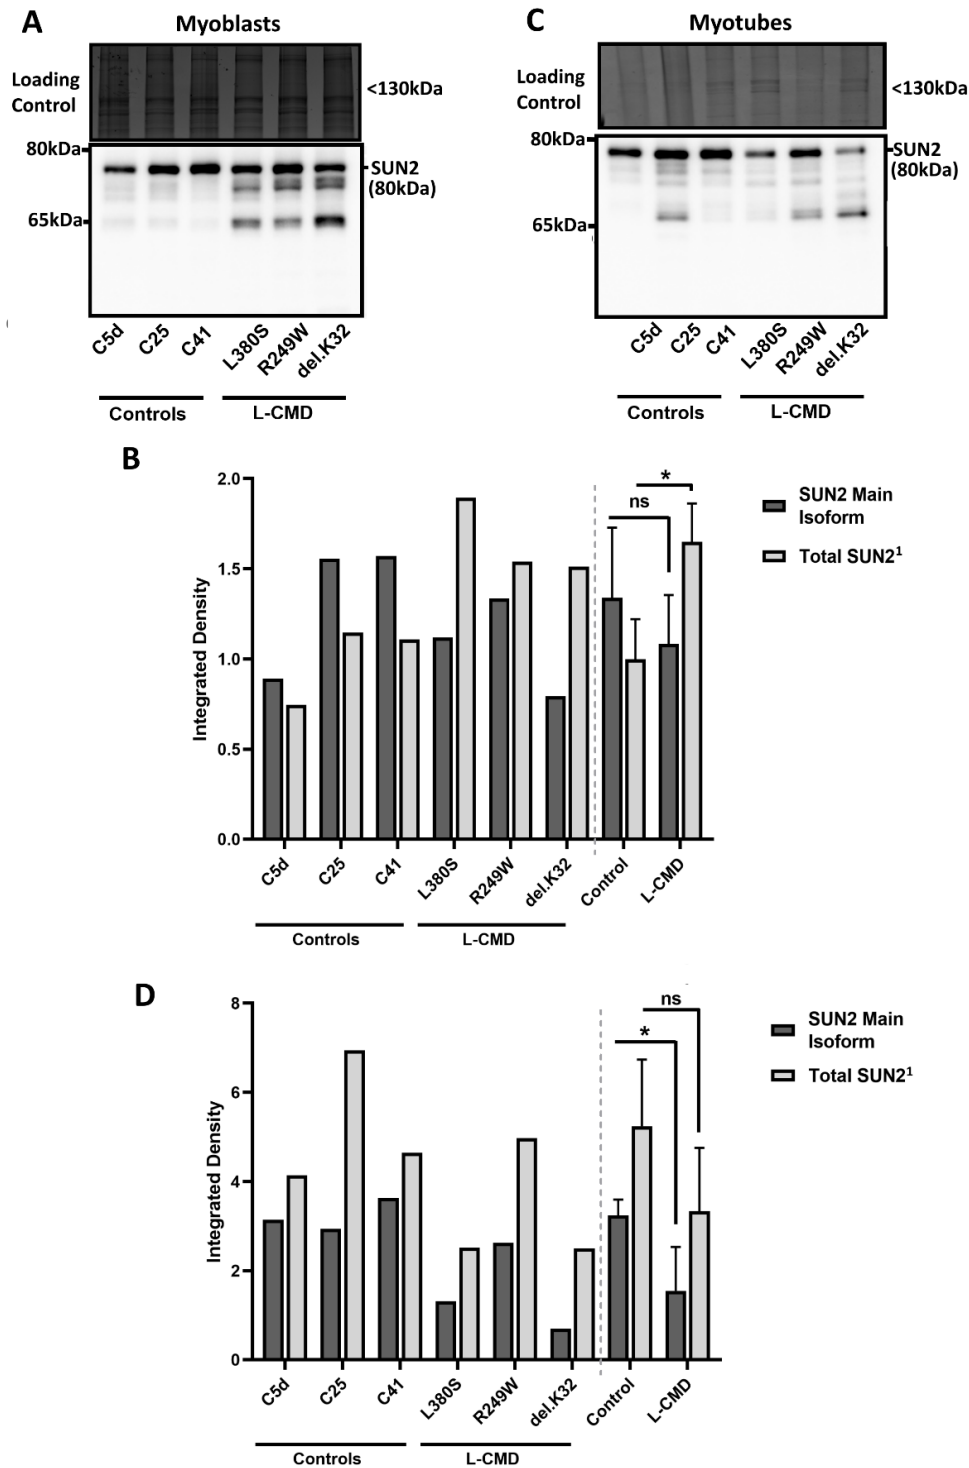 A
Myoblasts
Loading
Control
<130kDa
80kDa
SUN2
(80kDa)
65kDa
C5d
C25
C41
L380S
R249W
del.K32
Controls
L-CMD
C
Myotubes
Loading
Control
<130kDa
80kDa
SUN2
(80kDa)
65kDa
C5d
C25
C41
L380S
R249W
del.K32
Controls
L-CMD
B
Integrated Density
2.0
1.5
1.0
0.5
0.0
ns
*
SUN2 Main
Isoform
Total SUN2¹
C5d
C25
C41
L380S
R249W
del.K32
Control
L-CMD
Controls
L-CMD
D
Integrated Density
8
6
4
2
0
*
ns
SUN2 Main
Isoform
Total SUN2¹
C5d
C25
C41
L380S
R249W
del.K32
Control
L-CMD
Controls
L-CMD